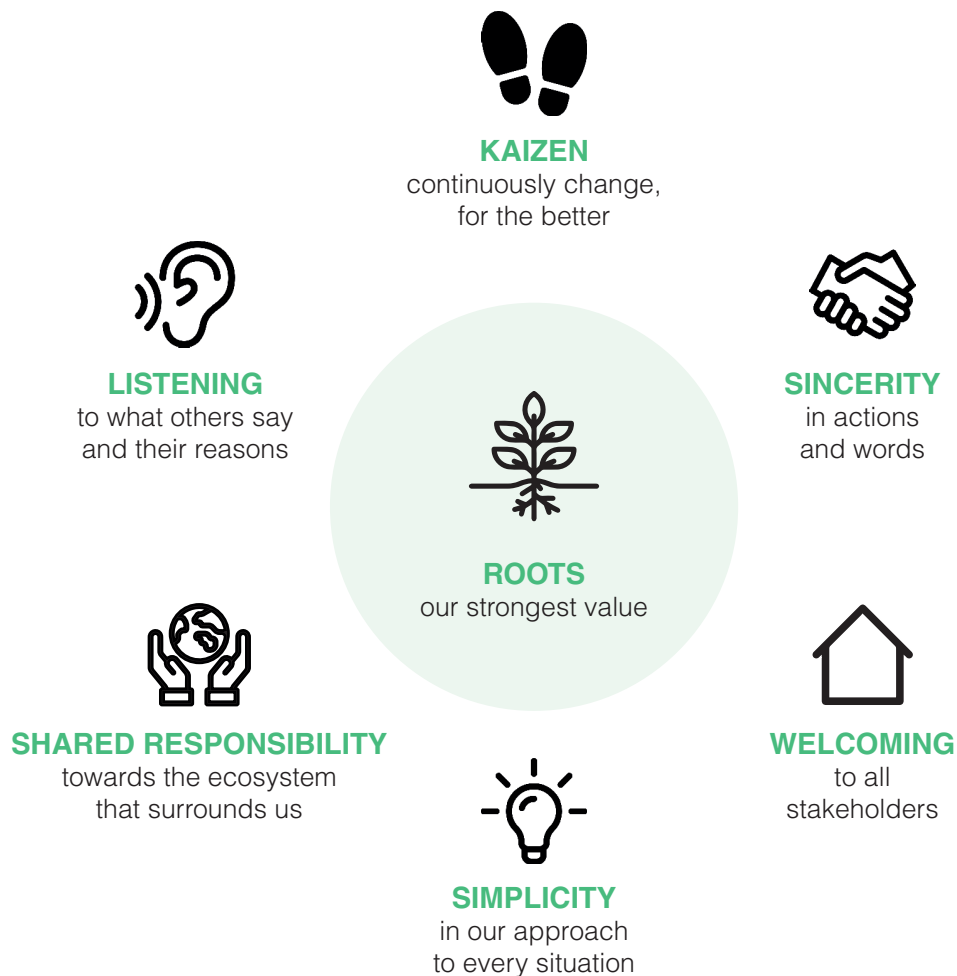 KAIZEN
continuously change,
for the better
LISTENING
to what others say
and their reasons
SINCERITY
in actions
and words
ROOTS
our strongest value
SHARED RESPONSIBILITY
towards the ecosystem
that surrounds us
WELCOMING
to all
stakeholders
SIMPLICITY
in our approach
to every situation